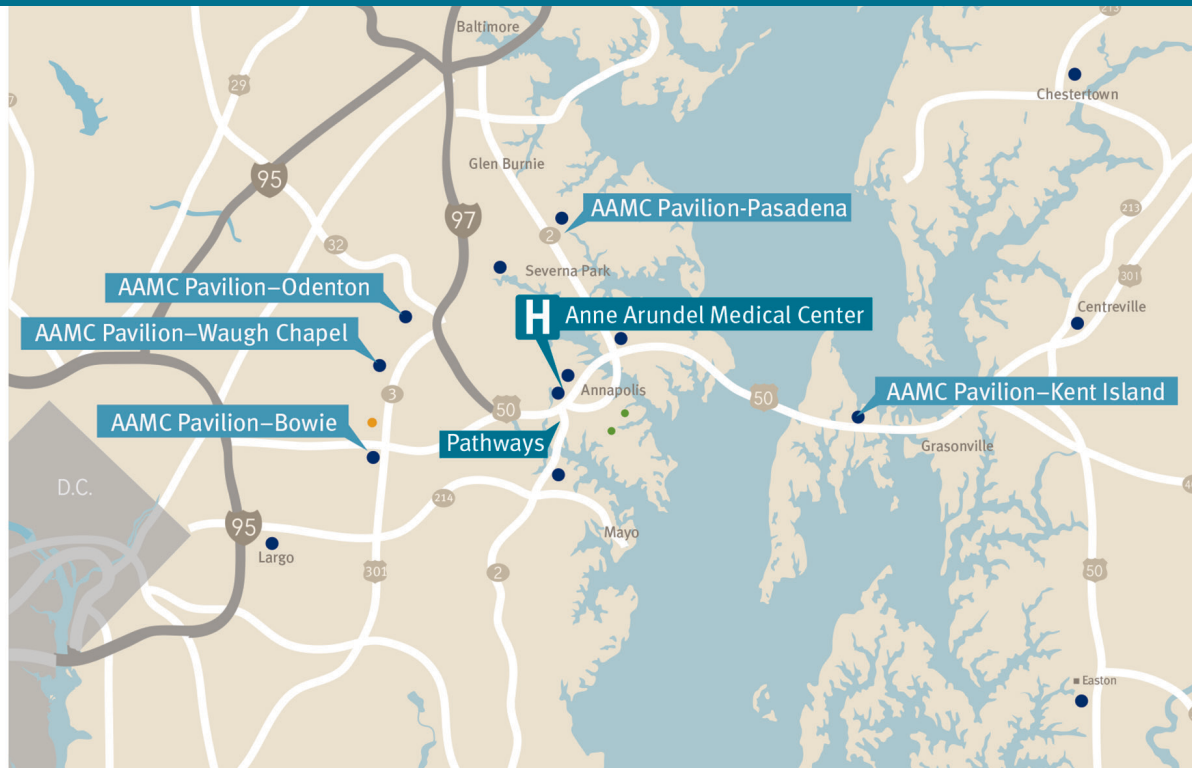 Baltimore
213
29
Chestertown
Glen Burnie
95
AAMC Pavilion-Pasadena
97
213
2
32
Severna Park
301
AAMC Pavilion–Odenton
Centreville
H Anne Arundel Medical Center
AAMC Pavilion–Waugh Chapel
3
Annapolis
AAMC Pavilion–Kent Island
50
50
AAMC Pavilion–Bowie
Pathways
Grasonville
D.C.
214
95
Mayo
Largo
301
2
50
Easton